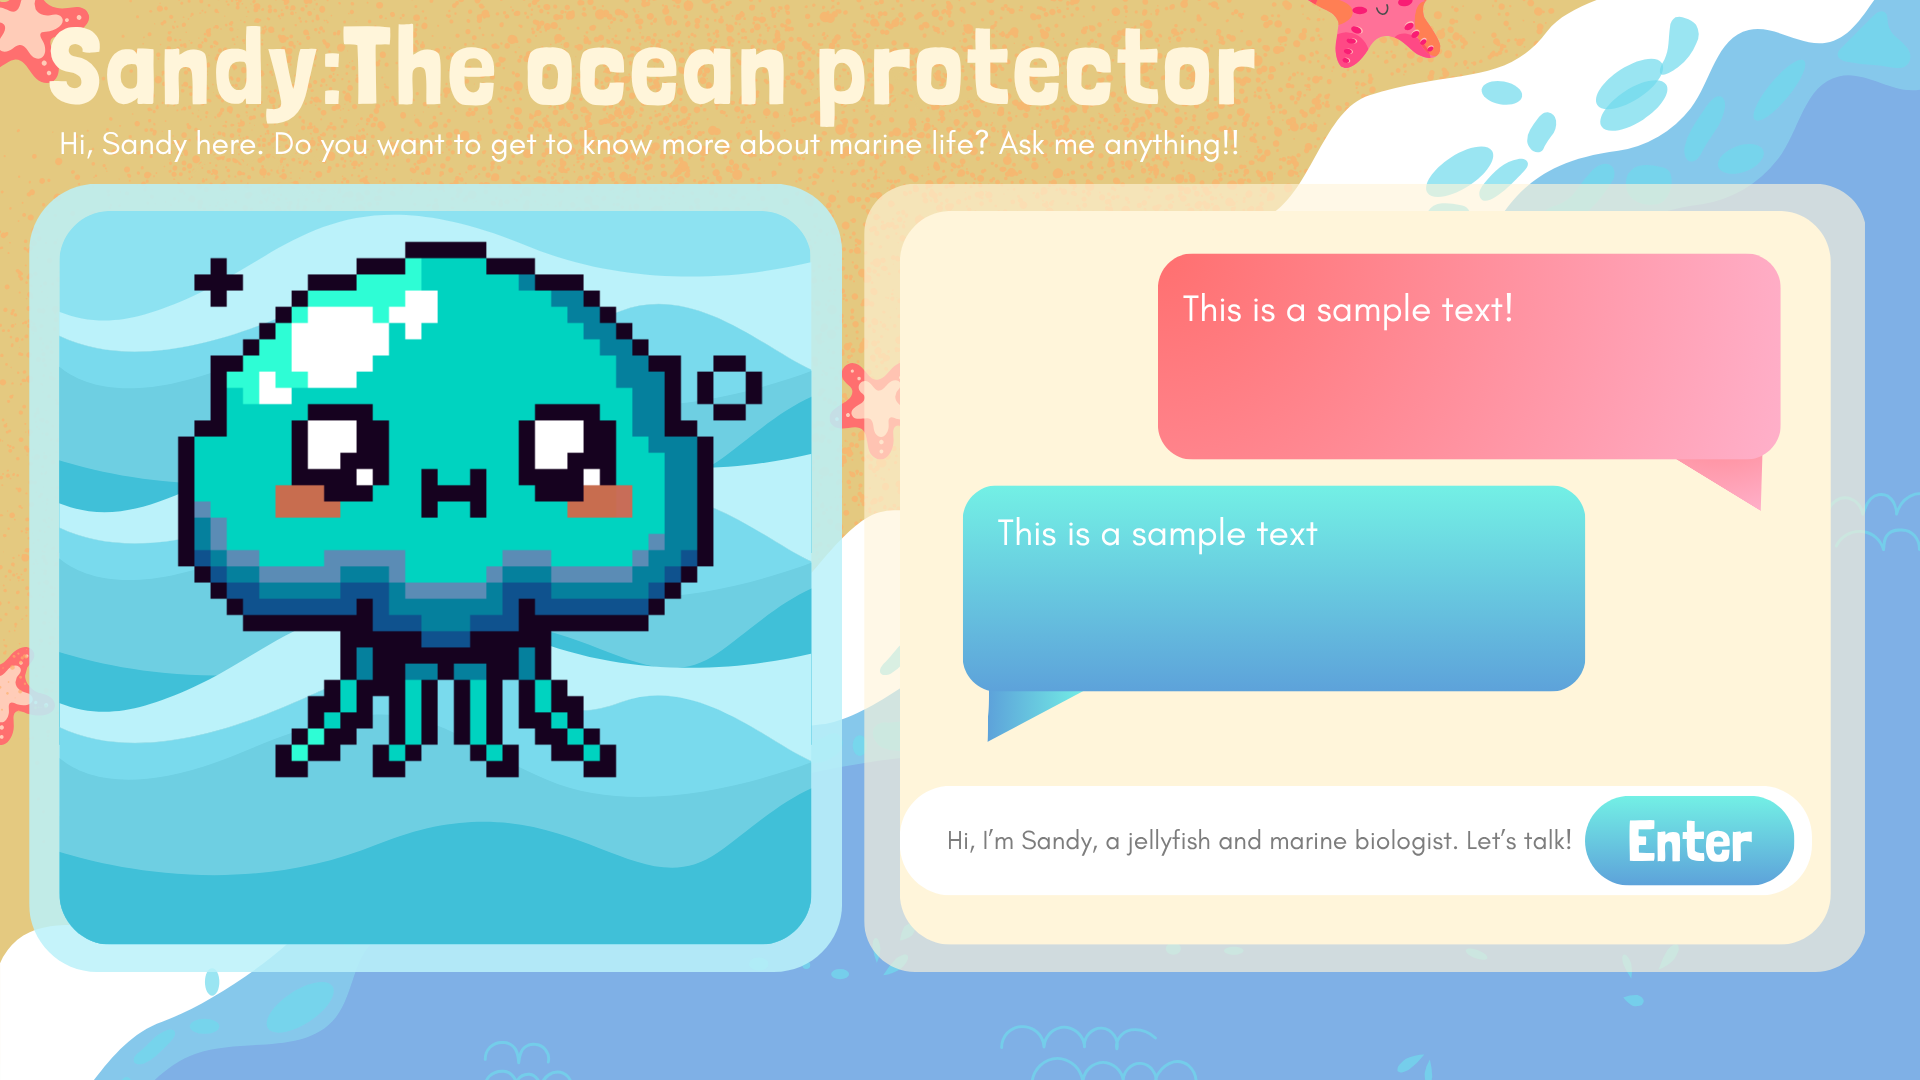 Sandy:The ocean protector
Hi, Sandy here. Do you want to get to know more about marine life? Ask me anything!!
This is a sample text!
This is a sample text
Hi, I'm Sandy, a jellyfish and marine biologist. Let's talk!
Enter